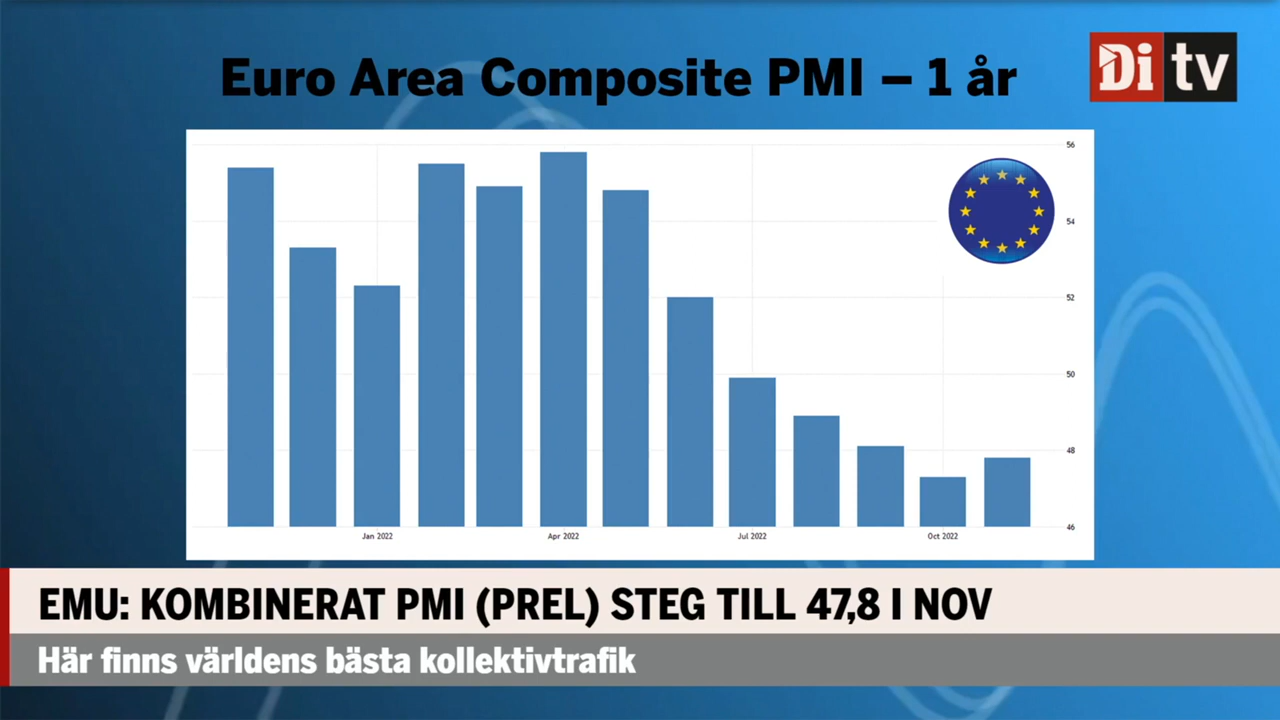 Euro Area Composite PMI – 1 år
Di tv
56
54
52
50
48
46
Jan 2022
Apr 2022
Jul 2022
Oct 2022
EMU: KOMBINERAT PMI (PREL) STEG TILL 47,8 I NOV
Här finns världens bästa kollektivtrafik